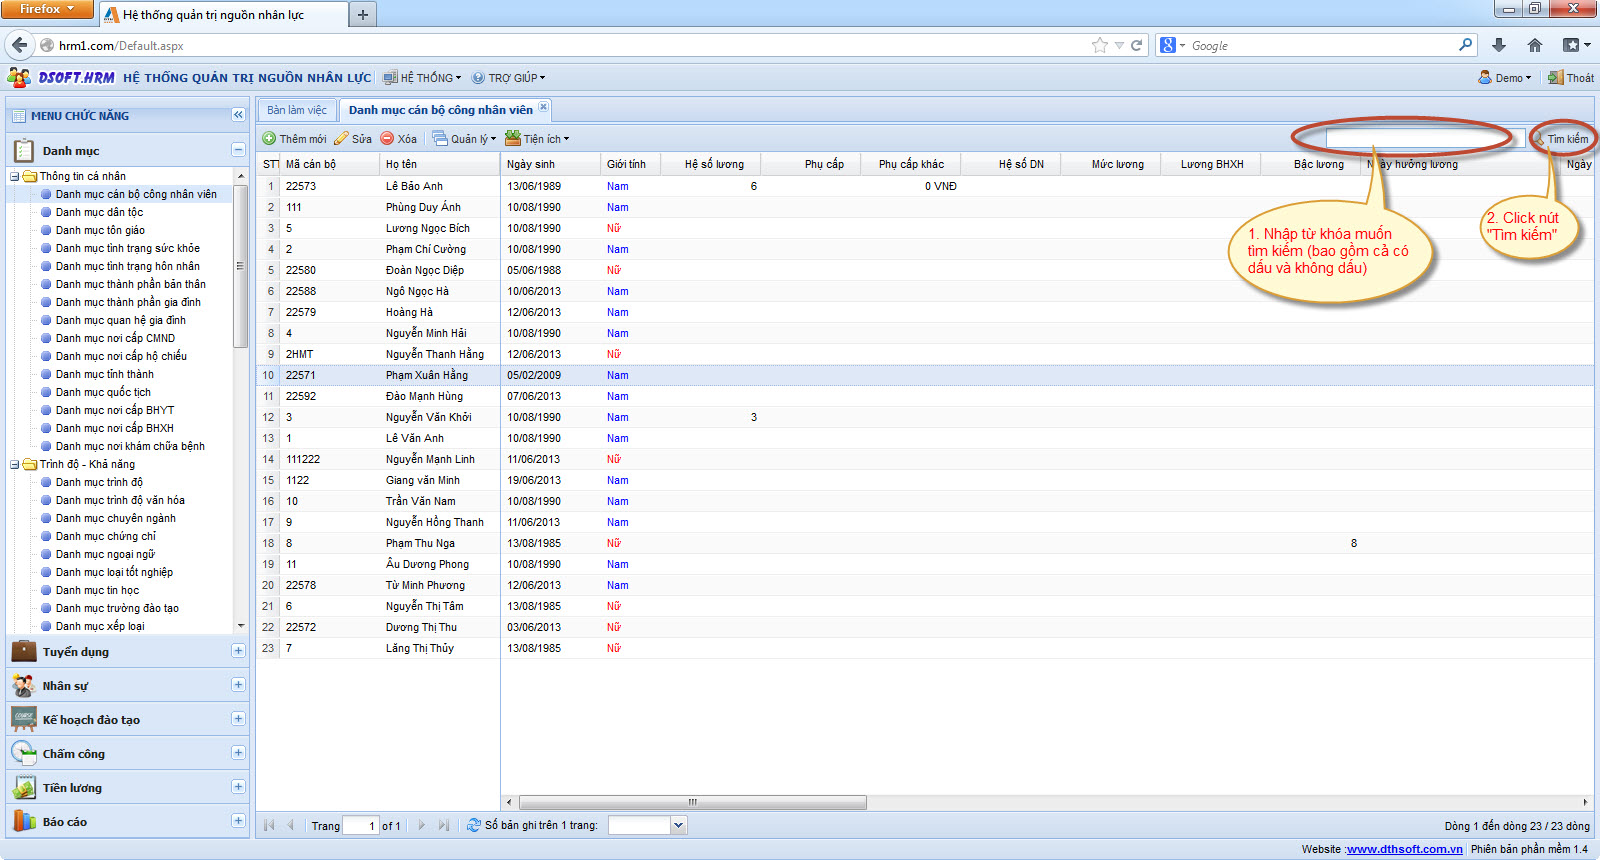 Firefox
Hệ thống quản trị nguồn nhân lực
hrm1.com/Default.aspx
Google
DSOFT.HRM HỆ THỐNG QUẢN TRỊ NGUỒN NHÂN LỰC HỆ THỐNG TRỢ GIÚP Demo Thoát
MENU CHỨC NĂNG
Danh mục
Thông tin cá nhân
Danh mục cán bộ công nhân viên
Danh mục dân tộc
Danh mục tôn giáo
Danh mục tình trạng sức khỏe
Danh mục tình trạng hôn nhân
Danh mục thành phần bản thân
Danh mục thành phần gia đình
Danh mục quan hệ gia đình
Danh mục nơi cấp CMND
Danh mục nơi cấp hộ chiếu
Danh mục tỉnh thành
Danh mục quốc tịch
Danh mục nơi cấp BHYT
Danh mục nơi cấp BHXH
Danh mục nơi khám chữa bệnh
Trình độ - Khả năng
Danh mục trình độ
Danh mục trình độ văn hóa
Danh mục chuyên ngành
Danh mục chứng chỉ
Danh mục ngoại ngữ
Danh mục loại tốt nghiệp
Danh mục tin học
Danh mục trường đào tạo
Danh mục xếp loại
Tuyển dụng
Nhân sự
Kế hoạch đào tạo
Chấm công
Tiền lương
Báo cáo
Bàn làm việc Danh mục cán bộ công nhân viên
Thêm mới Sửa Xóa Quản lý Tiện ích Tìm kiếm
STT Mã cán bộ Họ tên Ngày sinh Giới tính Hệ số lương Phụ cấp Phụ cấp khác Hệ số DN Mức lương Lương BHXH Bậc lương Ngày hưởng lương Ngày
1 22573 Lê Bảo Anh 13/06/1989 Nam 6 0 VNĐ
2 111 Phùng Duy Ánh 10/08/1990 Nam
3 5 Lương Ngọc Bích 10/08/1990 Nữ
4 2 Phạm Chí Cường 10/08/1990 Nam
5 22580 Đoàn Ngọc Diệp 05/06/1988 Nữ
6 22588 Ngô Ngọc Hà 10/06/2013 Nam
7 22579 Hoàng Hà 12/06/2013 Nam
8 4 Nguyễn Minh Hải 10/08/1990 Nam
9 2HMT Nguyễn Thanh Hằng 12/06/2013 Nữ
10 22571 Phạm Xuân Hằng 05/02/2009 Nam
11 22592 Đào Mạnh Hùng 07/06/2013 Nam
12 3 Nguyễn Văn Khởi 10/08/1990 Nam 3
13 1 Lê Văn Anh 10/08/1990 Nam
14 111222 Nguyễn Mạnh Linh 11/06/2013 Nữ
15 1122 Giang văn Minh 19/06/2013 Nam
16 10 Trần Văn Nam 10/08/1990 Nam
17 9 Nguyễn Hồng Thanh 11/06/2013 Nam
18 8 Phạm Thu Nga 13/08/1985 Nữ 8
19 11 Âu Dương Phong 10/08/1990 Nam
20 22578 Từ Minh Phương 12/06/2013 Nam
21 6 Nguyễn Thị Tâm 13/08/1985 Nữ
22 22572 Dương Thị Thu 03/06/2013 Nữ
23 7 Lăng Thị Thủy 13/08/1985 Nữ
1. Nhập từ khóa muốn
tìm kiếm (bao gồm cả có
dấu và không dấu)
2. Click nút
"Tìm kiếm"
Trang 1 of 1 Số bản ghi trên 1 trang: Dòng 1 đến dòng 23 / 23 dòng
Website :www.dthsoft.com.vn Phiên bản phần mềm 1.4